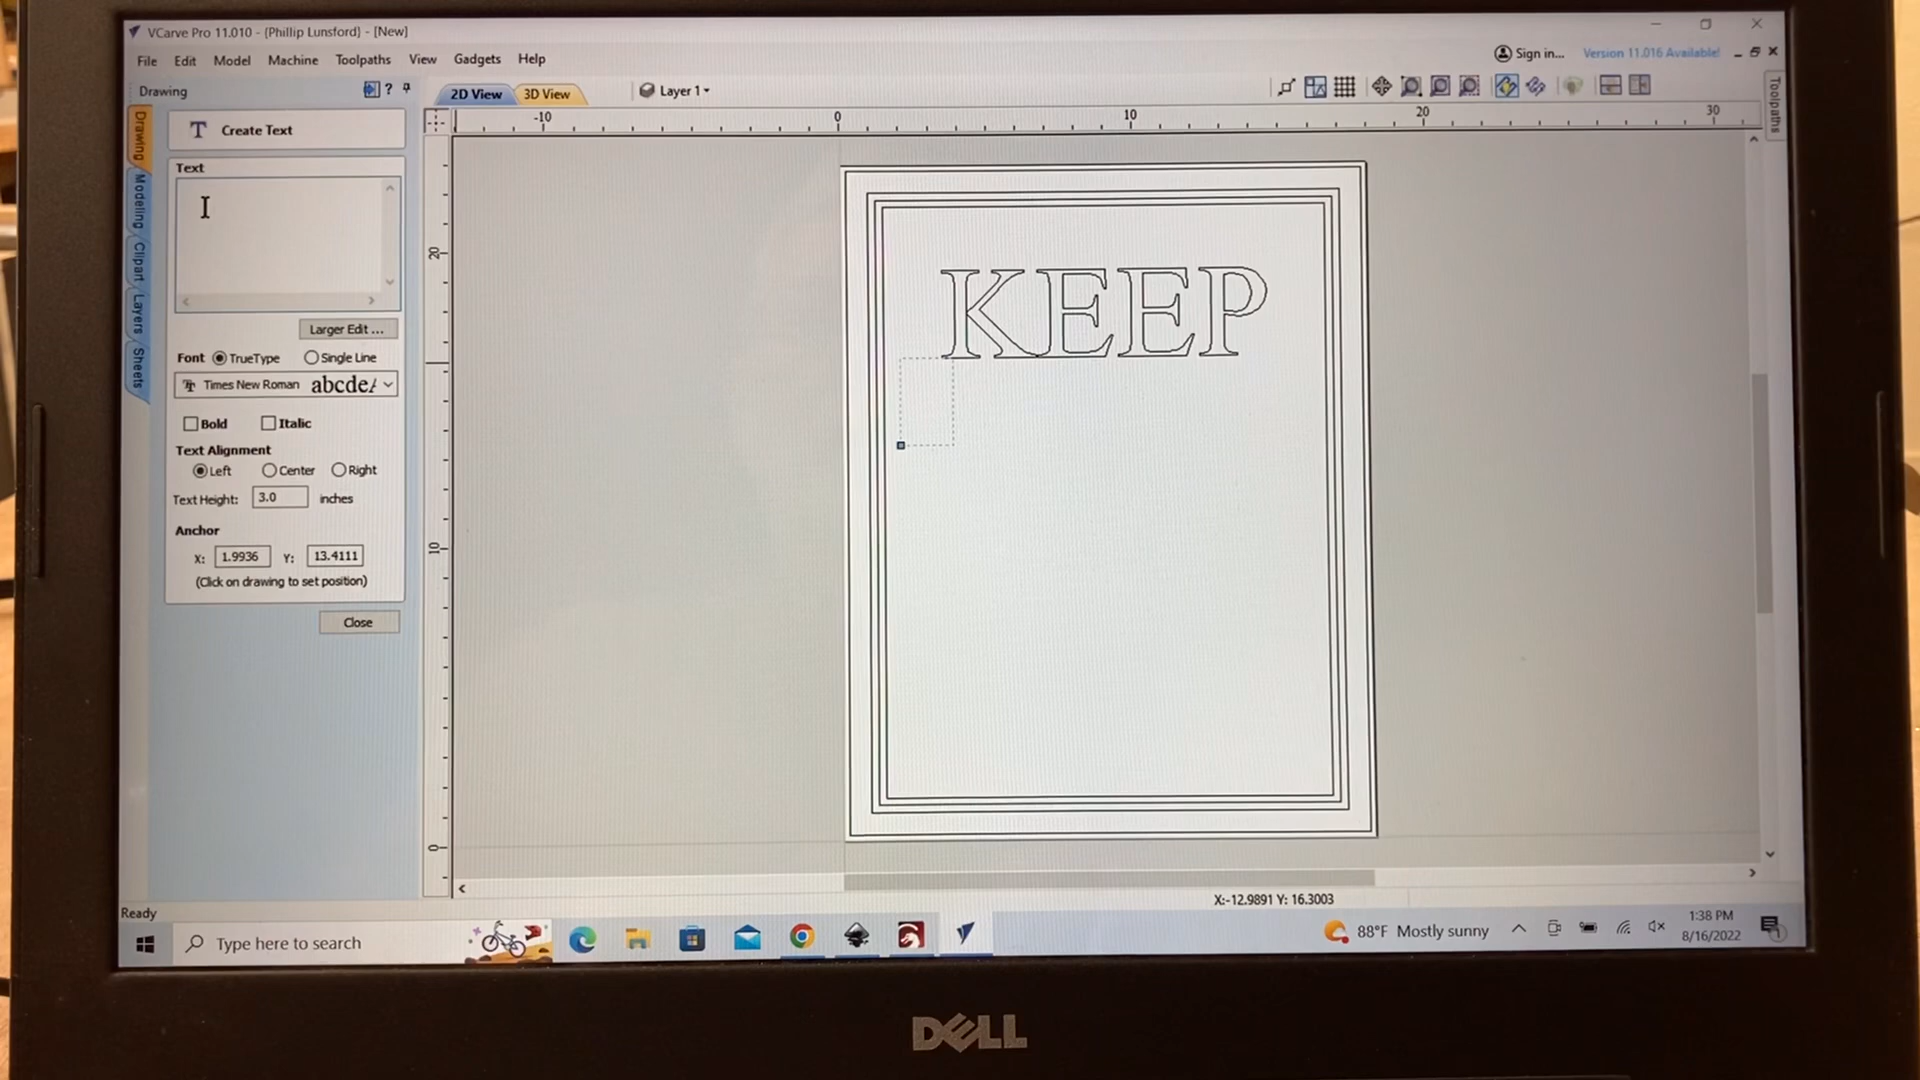 VCarve Pro 11.010 - {Phillip Lunsford} - [New]
File Edit Model Machine Toolpaths View Gadgets Help
Sign in... Version 11.016 Available!
Drawing
?
2D View 3D View Layer 1
Toolpaths
-10 0 10 20 30
Drawing
Modeling
Clipart
Layers
Sheets
T Create Text
Text
Larger Edit ...
Font TrueType Single Line
Times New Roman abcde
Bold Italic
Text Alignment
Left Center Right
Text Height: 3.0 inches
Anchor
X: 1.9936 Y: 13.4111
(Click on drawing to set position)
Close
20
10
0
KEEP
X:-12.9891 Y: 16.3003
Ready
Type here to search
88°F Mostly sunny
1:38 PM
8/16/2022
1
DELL